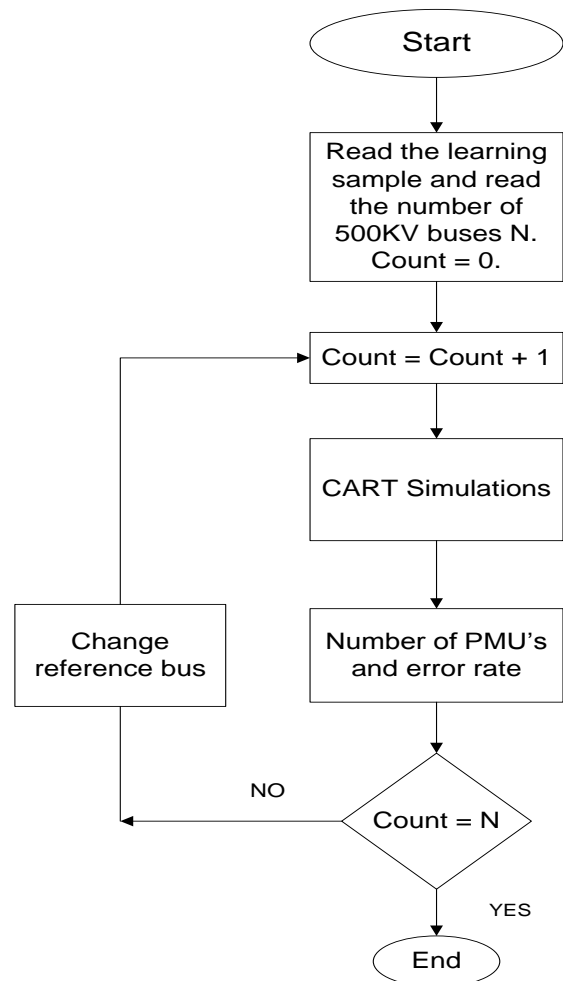 Start
Read the learning
sample and read
the number of
500KV buses N.
Count = 0.
Count = Count + 1
CART Simulations
Change
reference bus
Number of PMU's
and error rate
NO
Count = N
YES
End